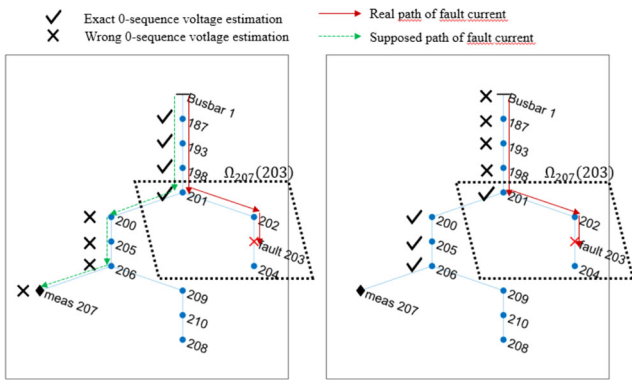 Exact 0-sequence voltage estimation
Wrong 0-sequence votlage estimation
Real path of fault current
Supposed path of fault current
Busbar 1
187
193
198
Ω207(203)
201
200
202
205
fault 203
206
204
meas 207
209
210
208
Busbar 1
187
193
198
Ω207(203)
201
200
202
205
fault 203
206
204
meas 207
209
210
208